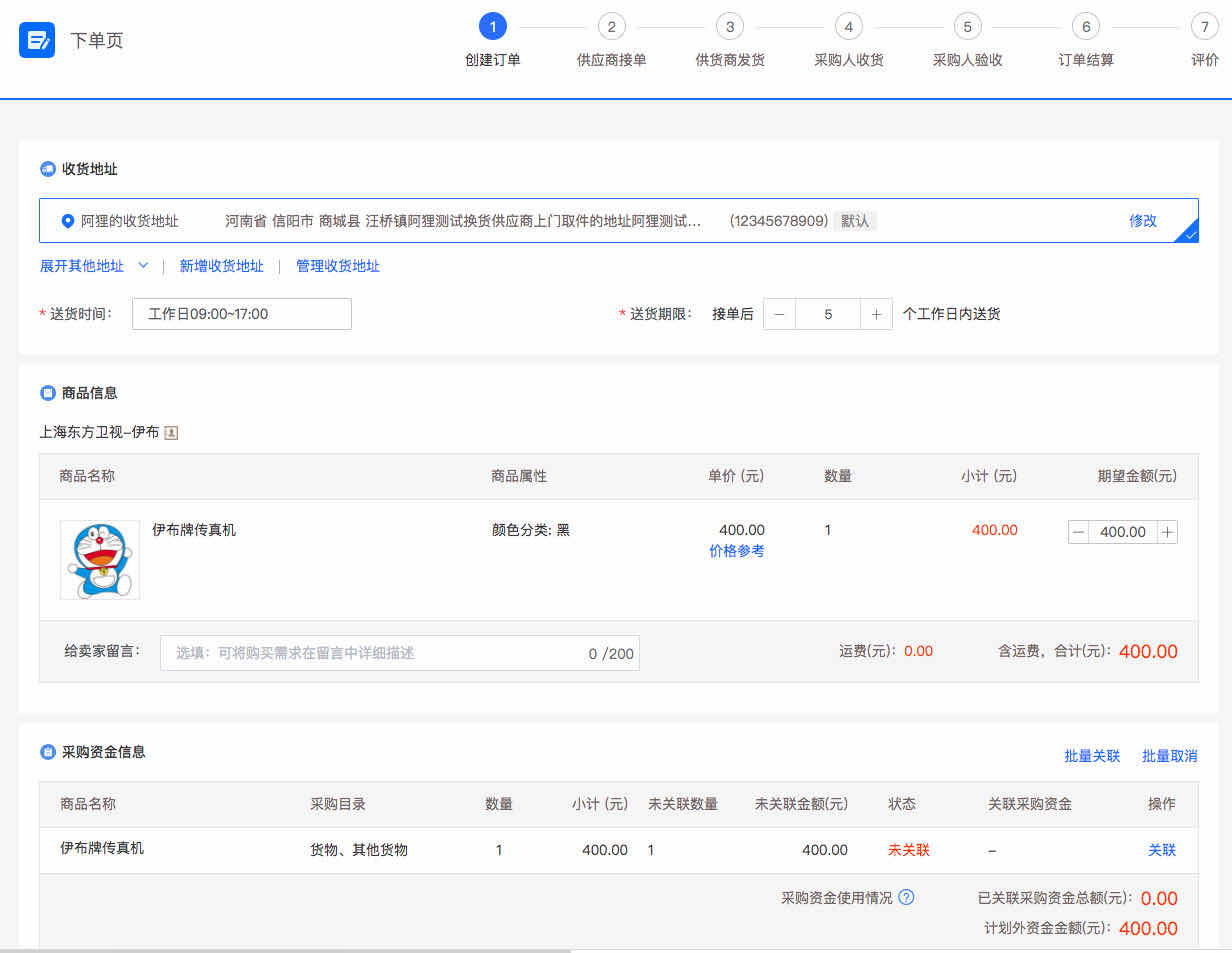 下单页
1 2 3 4 5 6 7
创建订单 供应商接单 供货商发货 采购人收货 采购人验收 订单结算 评价
收货地址
阿狸的收货地址 河南省 信阳市 商城县 汪桥镇阿狸测试换货供应商上门取件的地址阿狸测试... (12345678909) 默认 修改
展开其他地址 | 新增收货地址 | 管理收货地址
* 送货时间： 工作日09:00~17:00 * 送货期限： 接单后 － 5 ＋ 个工作日内送货
商品信息
上海东方卫视–伊布
商品名称 商品属性 单价 (元) 数量 小计 (元) 期望金额(元)
伊布牌传真机 颜色分类: 黑 400.00 1 400.00 － 400.00 ＋
价格参考
给卖家留言： 选填：可将购买需求在留言中详细描述 0 /200 运费(元)： 0.00 含运费，合计(元)： 400.00
采购资金信息 批量关联 批量取消
商品名称 采购目录 数量 小计 (元) 未关联数量 未关联金额(元) 状态 关联采购资金 操作
伊布牌传真机 货物、其他货物 1 400.00 1 400.00 未关联 – 关联
采购资金使用情况 ? 已关联采购资金总额(元)： 0.00
计划外资金金额(元)： 400.00